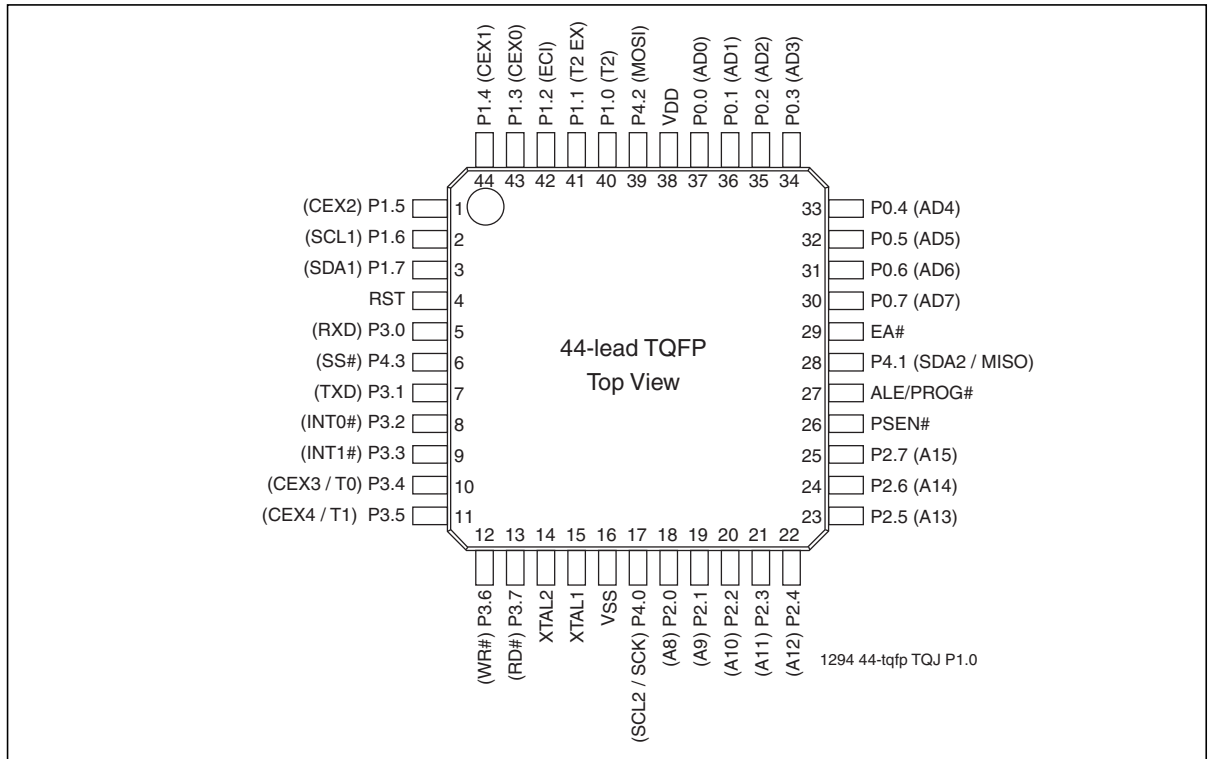 P1.4 (CEX1)
P1.3 (CEX0)
P1.2 (ECI)
P1.1 (T2 EX)
P1.0 (T2)
P4.2 (MOSI)
VDD
P0.0 (AD0)
P0.1 (AD1)
P0.2 (AD2)
P0.3 (AD3)
44 43 42 41 40 39 38 37 36 35 34
(CEX2) P1.5 1
(SCL1) P1.6 2
(SDA1) P1.7 3
RST 4
(RXD) P3.0 5
(SS#) P4.3 6
(TXD) P3.1 7
(INT0#) P3.2 8
(INT1#) P3.3 9
(CEX3 / T0) P3.4 10
(CEX4 / T1) P3.5 11
44-lead TQFP
Top View
33 P0.4 (AD4)
32 P0.5 (AD5)
31 P0.6 (AD6)
30 P0.7 (AD7)
29 EA#
28 P4.1 (SDA2 / MISO)
27 ALE/PROG#
26 PSEN#
25 P2.7 (A15)
24 P2.6 (A14)
23 P2.5 (A13)
12 13 14 15 16 17 18 19 20 21 22
(WR#) P3.6
(RD#) P3.7
XTAL2
XTAL1
VSS
(SCL2 / SCK) P4.0
(A8) P2.0
(A9) P2.1
(A10) P2.2
(A11) P2.3
(A12) P2.4
1294 44-tqfp TQJ P1.0